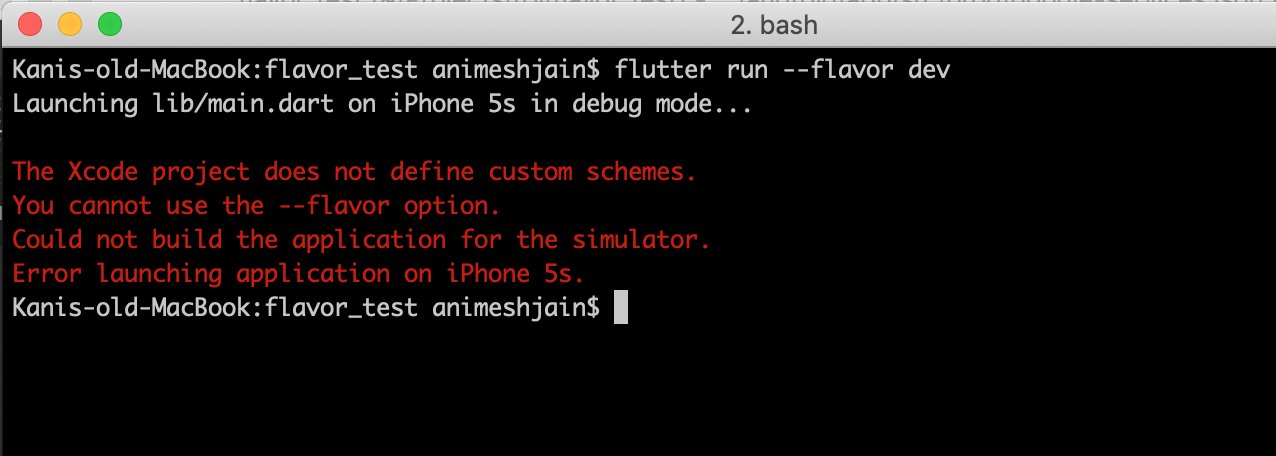 2. bash
Kanis-old-MacBook:flavor_test animeshjain$ flutter run --flavor dev
Launching lib/main.dart on iPhone 5s in debug mode...
The Xcode project does not define custom schemes.
You cannot use the --flavor option.
Could not build the application for the simulator.
Error launching application on iPhone 5s.
Kanis-old-MacBook:flavor_test animeshjain$